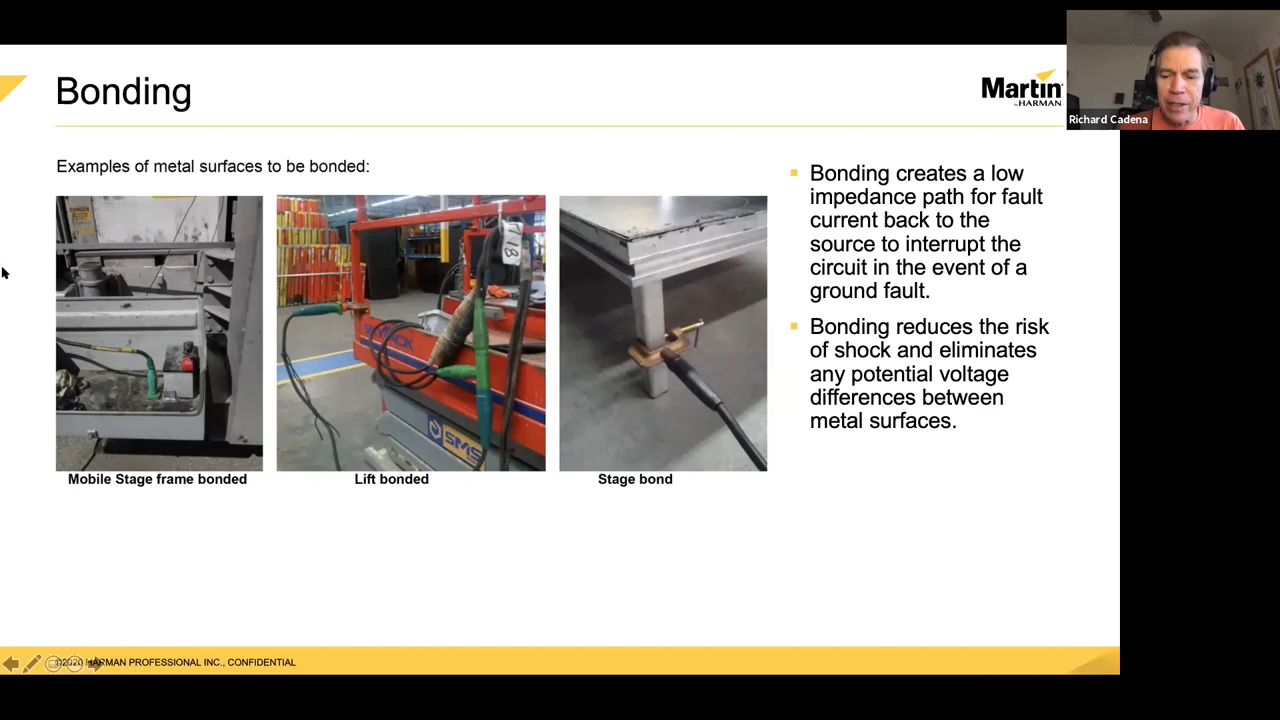 Bonding
Martin
by HARMAN
Richard Cadena
Examples of metal surfaces to be bonded:
18
SKYJACK
SMS
Mobile Stage frame bonded
Lift bonded
Stage bond
Bonding creates a low
impedance path for fault
current back to the
source to interrupt the
circuit in the event of a
ground fault.
Bonding reduces the risk
of shock and eliminates
any potential voltage
differences between
metal surfaces.
©2020 HARMAN PROFESSIONAL INC., CONFIDENTIAL